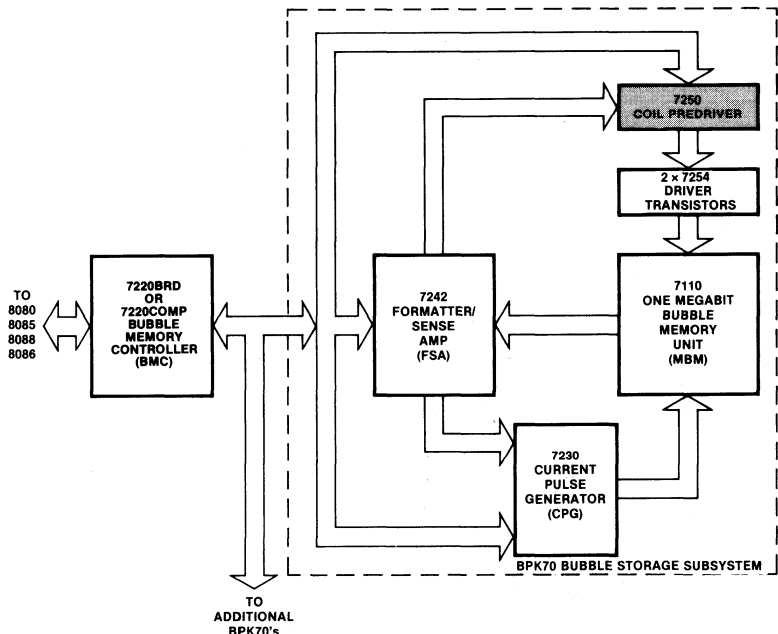 7250
COIL PREDRIVER
2 × 7254
DRIVER
TRANSISTORS
TO
8080
8085
8088
8086
7220BRD
OR
7220COMP
BUBBLE
MEMORY
CONTROLLER
(BMC)
7242
FORMATTER/
SENSE
AMP
(FSA)
7110
ONE MEGABIT
BUBBLE
MEMORY
UNIT
(MBM)
7230
CURRENT
PULSE
GENERATOR
(CPG)
BPK70 BUBBLE STORAGE SUBSYSTEM
TO
ADDITIONAL
BPK70's